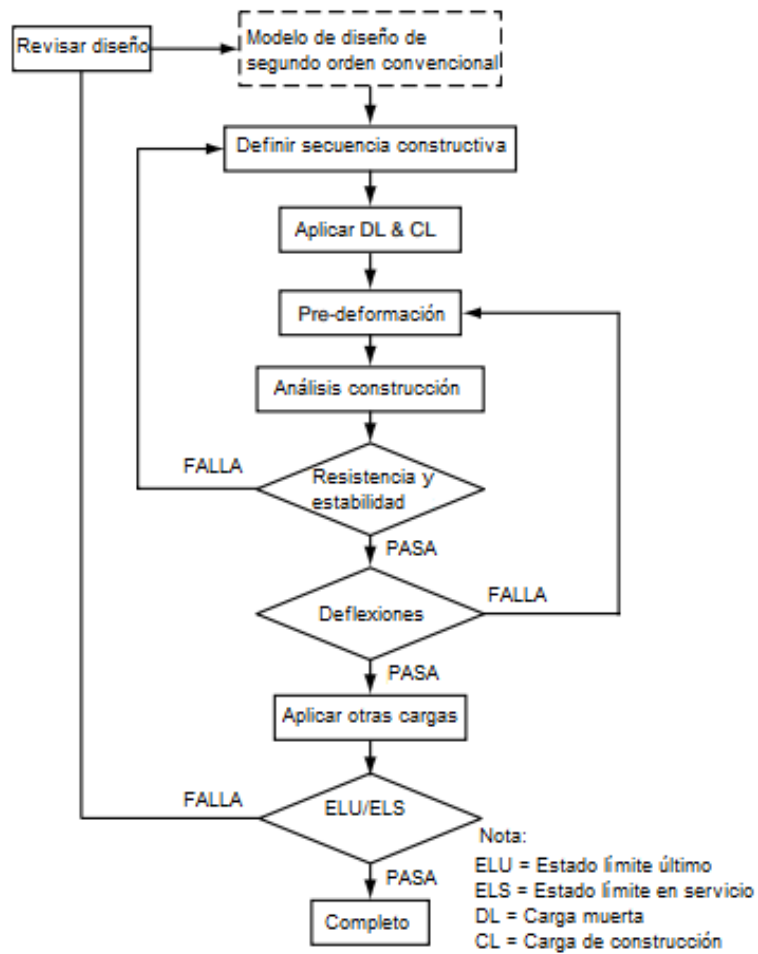 Revisar diseño
Modelo de diseño de
segundo orden convencional
Definir secuencia constructiva
Aplicar DL & CL
Pre-deformación
Análisis construcción
FALLA
Resistencia y
estabilidad
PASA
FALLA
Deflexiones
PASA
Aplicar otras cargas
FALLA
ELU/ELS
PASA
Completo
Nota:
ELU = Estado límite último
ELS = Estado límite en servicio
DL = Carga muerta
CL = Carga de construcción